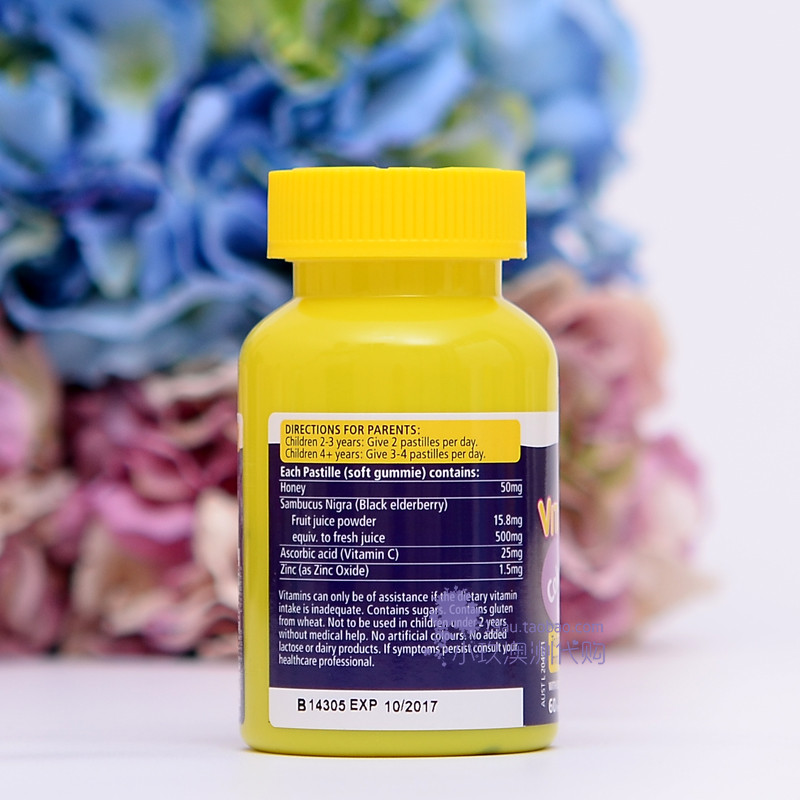 DIRECTIONS FOR PARENTS:
Children 2-3 years: Give 2 pastilles per day.
Children 4+ years: Give 3-4 pastilles per day.
Each Pastille (soft gummie) contains:
Honey 50mg
Sambucus Nigra (Black elderberry)
Fruit juice powder 15.8mg
equiv. to fresh juice 500mg
Ascorbic acid (Vitamin C) 25mg
Zinc (as Zinc Oxide) 1.5mg
Vitamins can only be of assistance if the dietary vitamin
intake is inadequate. Contains sugars. Contains gluten
from wheat. Not to be used in children under 2 years
without medical help. No artificial colours. No added
lactose or dairy products. If symptoms persist consult your
healthcare professional.
B 14305 EXP 10/2017
AUST L
60